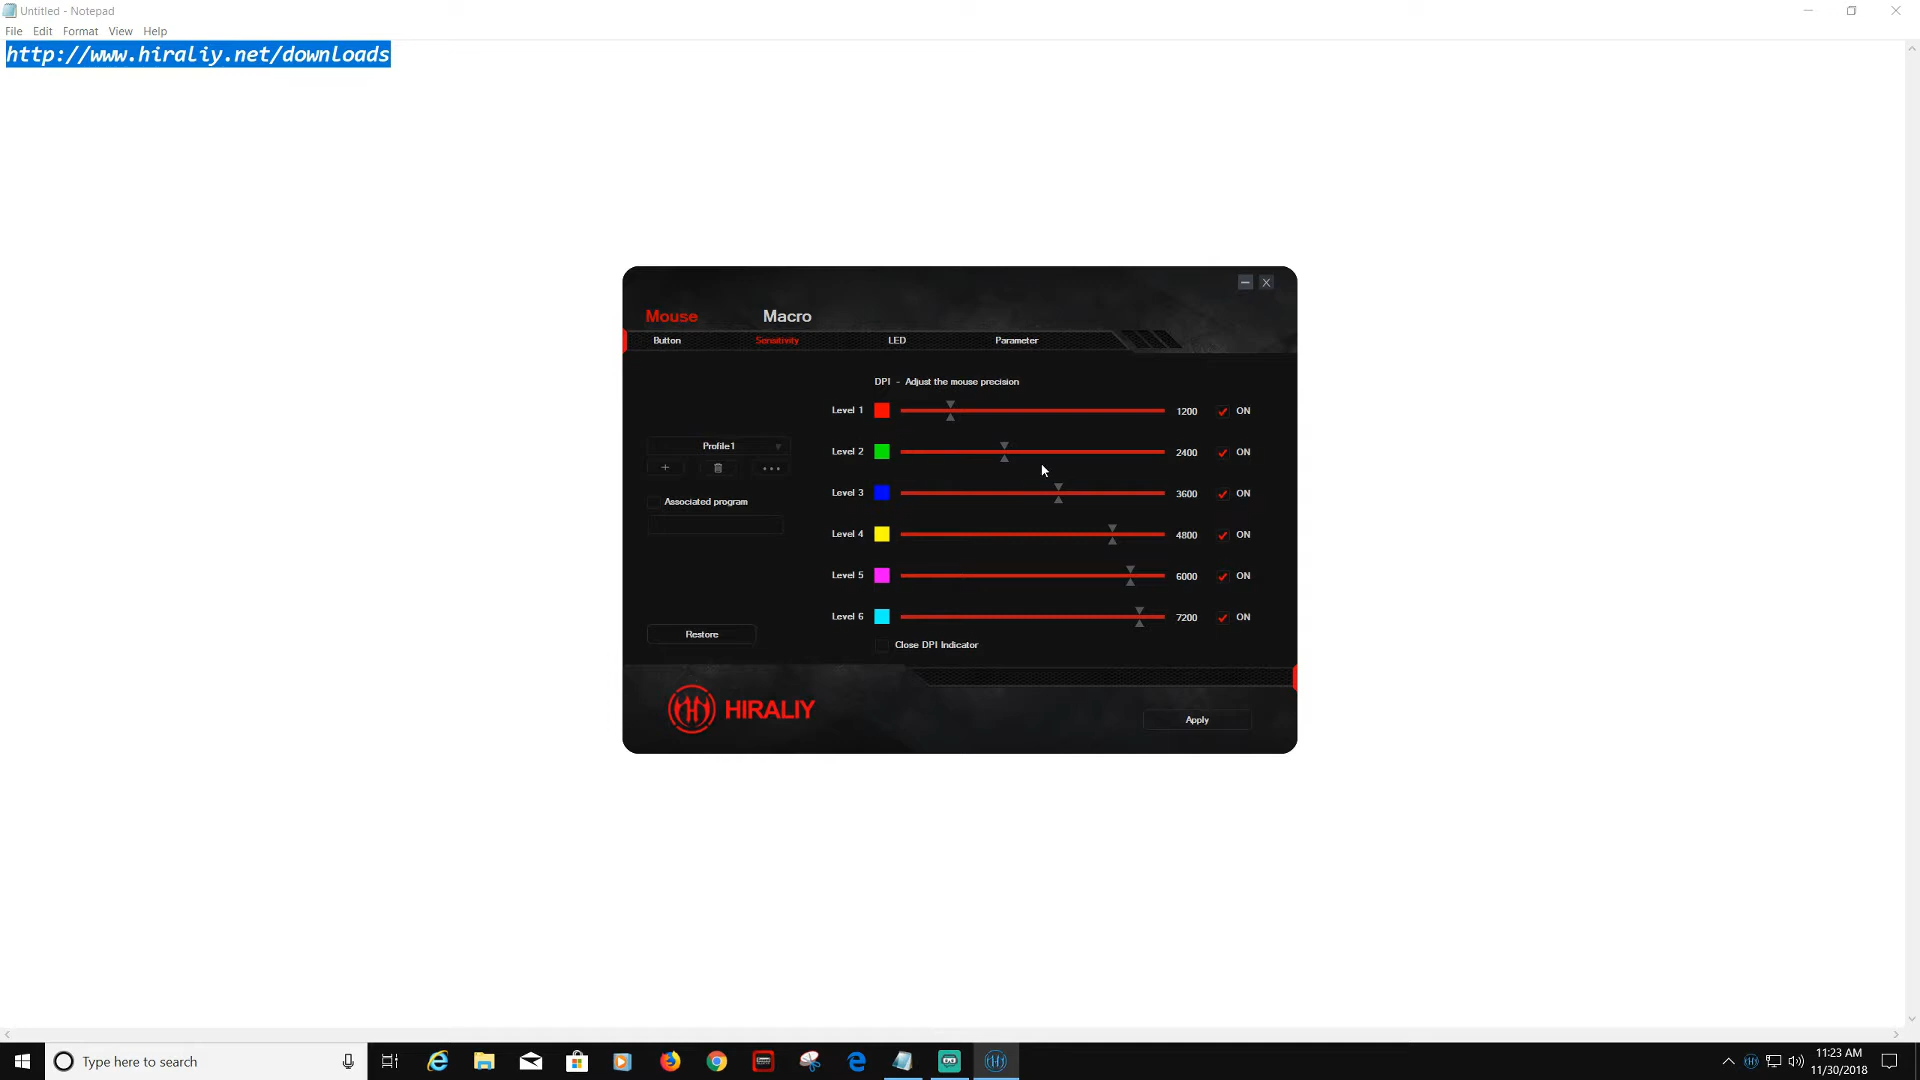 Untitled - Notepad
File Edit Format View Help
http://www.hiraliy.net/downloads
Mouse Macro
Button Sensitivity LED Parameter
DPI - Adjust the mouse precision
Level 1 1200 ON
Level 2 2400 ON
Level 3 3600 ON
Level 4 4800 ON
Level 5 6000 ON
Level 6 7200 ON
Close DPI Indicator
Profile1
Associated program
Restore
HIRALIY
Apply
Type here to search
11:23 AM
11/30/2018